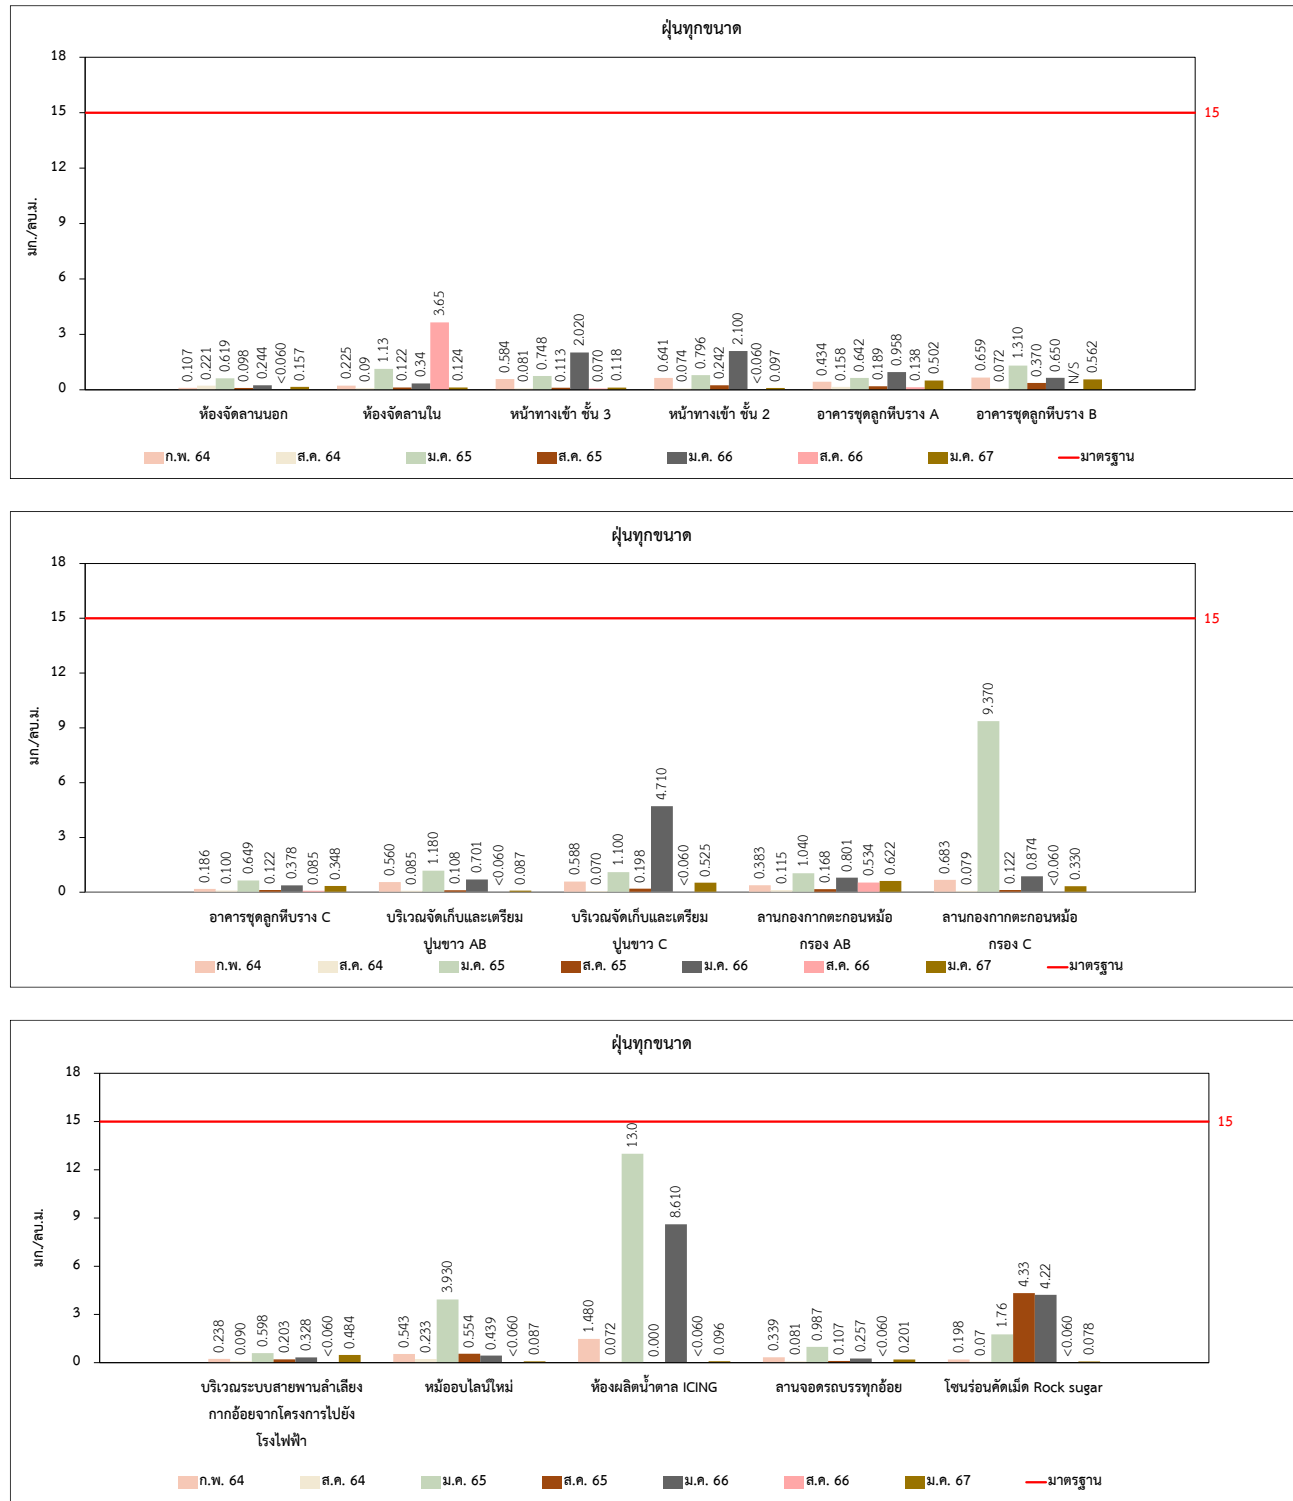 ฝุ่นทุกขนาด
18
15
12
9
6
3
0
มก./ลบ.ม.
15
0.107 0.221 0.619 0.098 0.244 <0.060 0.157
0.225 0.09 1.13 0.122 0.34 3.65 0.124
0.584 0.081 0.748 0.113 2.020 0.070 0.118
0.641 0.074 0.796 0.242 2.100 <0.060 0.097
0.434 0.158 0.642 0.189 0.958 0.138 0.502
0.659 0.072 1.310 0.370 0.650 N/S 0.562
ห้องจัดลานนอก
ห้องจัดลานใน
หน้าทางเข้า ชั้น 3
หน้าทางเข้า ชั้น 2
อาคารชุดลูกหีบราง A
อาคารชุดลูกหีบราง B
ก.พ. 64 ส.ค. 64 ม.ค. 65 ส.ค. 65 ม.ค. 66 ส.ค. 66 ม.ค. 67 มาตรฐาน
ฝุ่นทุกขนาด
18
15
12
9
6
3
0
มก./ลบ.ม.
15
0.186 0.100 0.649 0.122 0.378 0.085 0.348
0.560 0.085 1.180 0.108 0.701 <0.060 0.087
0.588 0.070 1.100 0.198 4.710 <0.060 0.525
0.383 0.115 1.040 0.168 0.801 0.534 0.622
0.683 0.079 9.370 0.122 0.874 <0.060 0.330
อาคารชุดลูกหีบราง C
บริเวณจัดเก็บและเตรียม
ปูนขาว AB
บริเวณจัดเก็บและเตรียม
ปูนขาว C
ลานกองกากตะกอนหม้อ
กรอง AB
ลานกองกากตะกอนหม้อ
กรอง C
ก.พ. 64 ส.ค. 64 ม.ค. 65 ส.ค. 65 ม.ค. 66 ส.ค. 66 ม.ค. 67 มาตรฐาน
ฝุ่นทุกขนาด
18
15
12
9
6
3
0
มก./ลบ.ม.
15
0.238 0.090 0.598 0.203 0.328 <0.060 0.484
0.543 0.233 3.930 0.554 0.439 <0.060 0.087
1.480 0.072 13.0 0.000 8.610 <0.060 0.096
0.339 0.081 0.987 0.107 0.257 <0.060 0.201
0.198 0.07 1.76 4.33 4.22 <0.060 0.078
บริเวณระบบสายพานลำเลียง
กากอ้อยจากโครงการไปยัง
โรงไฟฟ้า
หม้ออบไลน์ใหม่
ห้องผลิตน้ำตาล ICING
ลานจอดรถบรรทุกอ้อย
โซนร่อนคัดเม็ด Rock sugar
ก.พ. 64 ส.ค. 64 ม.ค. 65 ส.ค. 65 ม.ค. 66 ส.ค. 66 ม.ค. 67 มาตรฐาน